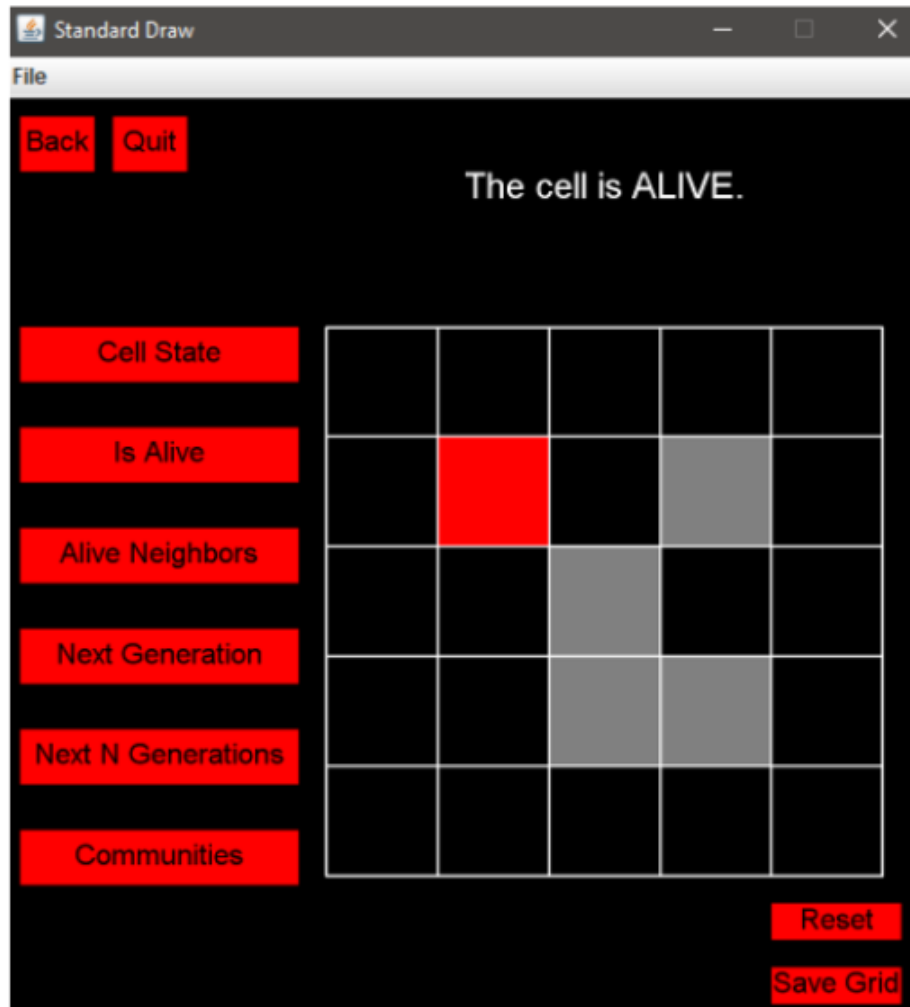 Standard Draw
File
Back Quit
The cell is ALIVE.
Cell State
Is Alive
Alive Neighbors
Next Generation
Next N Generations
Communities
Reset
Save Grid